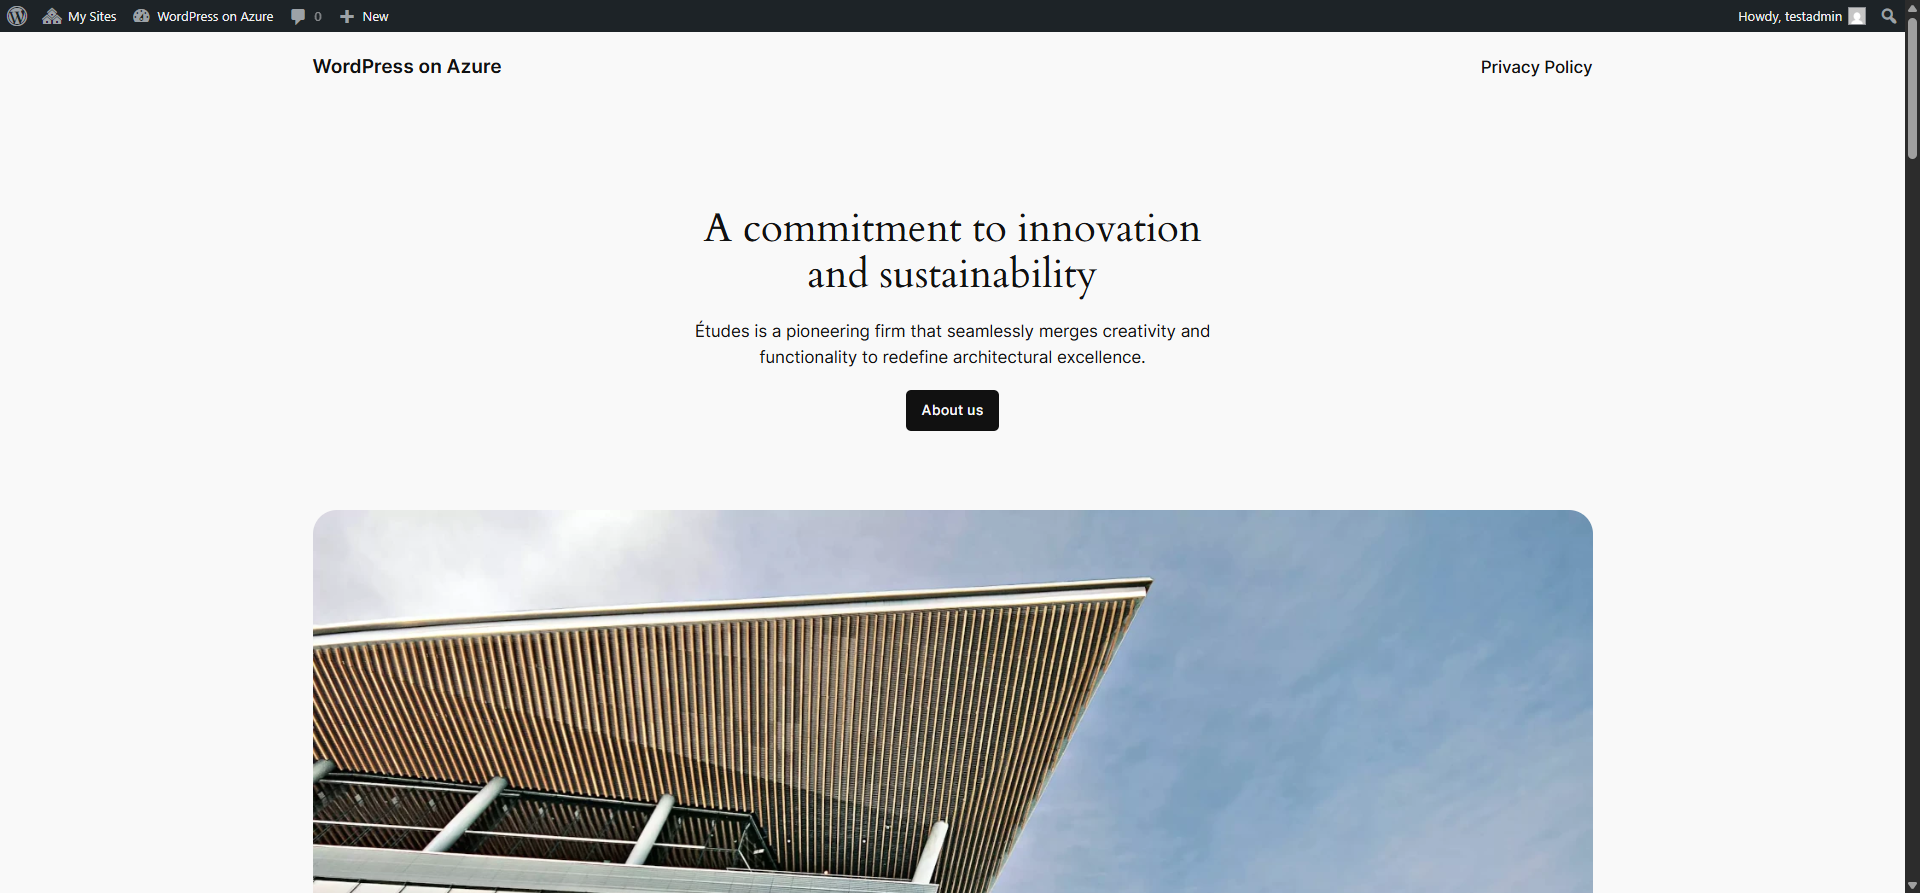 My Sites
WordPress on Azure
0
New
Howdy, testadmin
WordPress on Azure
Privacy Policy
A commitment to innovation
and sustainability
Études is a pioneering firm that seamlessly merges creativity and
functionality to redefine architectural excellence.
About us